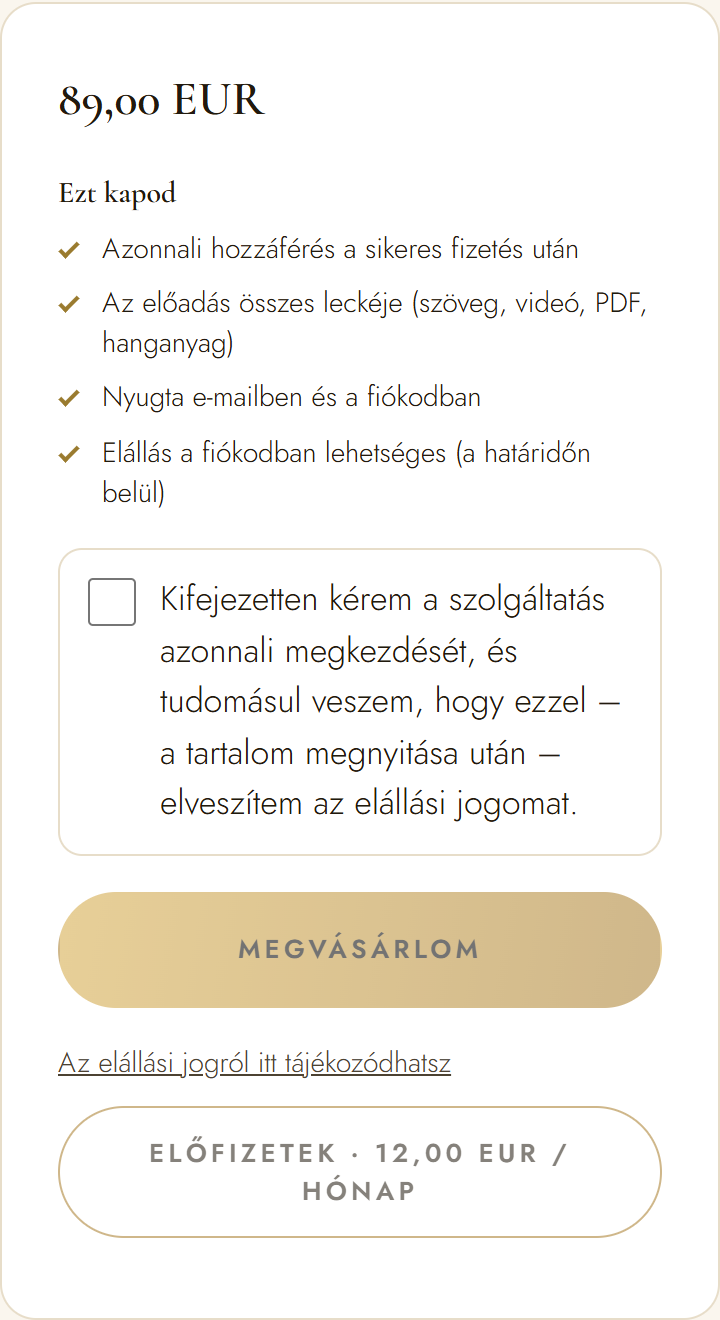 89,00 EUR
Ezt kapod
Azonnali hozzáférés a sikeres fizetés után
Az előadás összes leckéje (szöveg, videó, PDF,
hanganyag)
Nyugta e-mailben és a fiókodban
Elállás a fiókodban lehetséges (a határidőn
belül)
Kifejezetten kérem a szolgáltatás
azonnali megkezdését, és
tudomásul veszem, hogy ezzel –
a tartalom megnyitása után –
elveszítem az elállási jogomat.
MEGVÁSÁRLOM
Az elállási jogról itt tájékozódhatsz
ELŐFIZETEK · 12,00 EUR /
HÓNAP